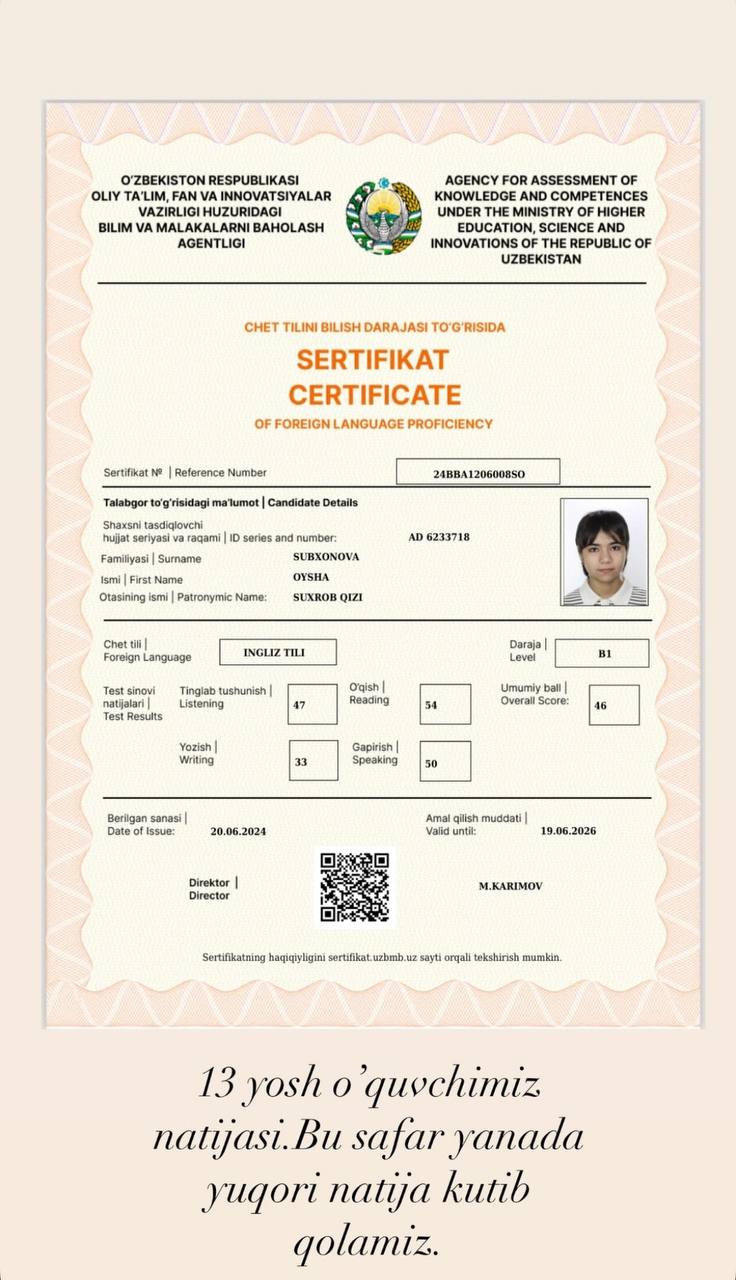 O‘ZBEKISTON RESPUBLIKASI
OLIY TA’LIM, FAN VA INNOVATSIYALAR
VAZIRLIGI HUZURIDAGI
BILIM VA MALAKALARNI BAHOLASH
AGENTLIGI
AGENCY FOR ASSESSMENT OF
KNOWLEDGE AND COMPETENCES
UNDER THE MINISTRY OF HIGHER
EDUCATION, SCIENCE AND
INNOVATIONS OF THE REPUBLIC OF
UZBEKISTAN
CHET TILINI BILISH DARAJASI TO‘G‘RISIDA
SERTIFIKAT
CERTIFICATE
OF FOREIGN LANGUAGE PROFICIENCY
Sertifikat № | Reference Number 24BBA1206008SO
Talabgor to‘g‘risidagi ma’lumot | Candidate Details
Shaxsni tasdiqlovchi
hujjat seriyasi va raqami | ID series and number: AD 6233718
Familiyasi | Surname SUBXONOVA
Ismi | First Name OYSHA
Otasining ismi | Patronymic Name: SUXROB QIZI
Chet tili |
Foreign Language
INGLIZ TILI
Daraja |
Level
B1
Test sinovi
natijalari |
Test Results
Tinglab tushunish |
Listening
47
O‘qish |
Reading
54
Umumiy ball |
Overall Score:
46
Yozish |
Writing
33
Gapirish |
Speaking
50
Berilgan sanasi |
Date of Issue: 20.06.2024
Amal qilish muddati |
Valid until: 19.06.2026
Direktor |
Director
M.KARIMOV
Sertifikatning haqiqiyligini sertifikat.uzbmb.uz sayti orqali tekshirish mumkin.
13 yosh o’quvchimiz
natijasi.Bu safar yanada
yuqori natija kutib
qolamiz.